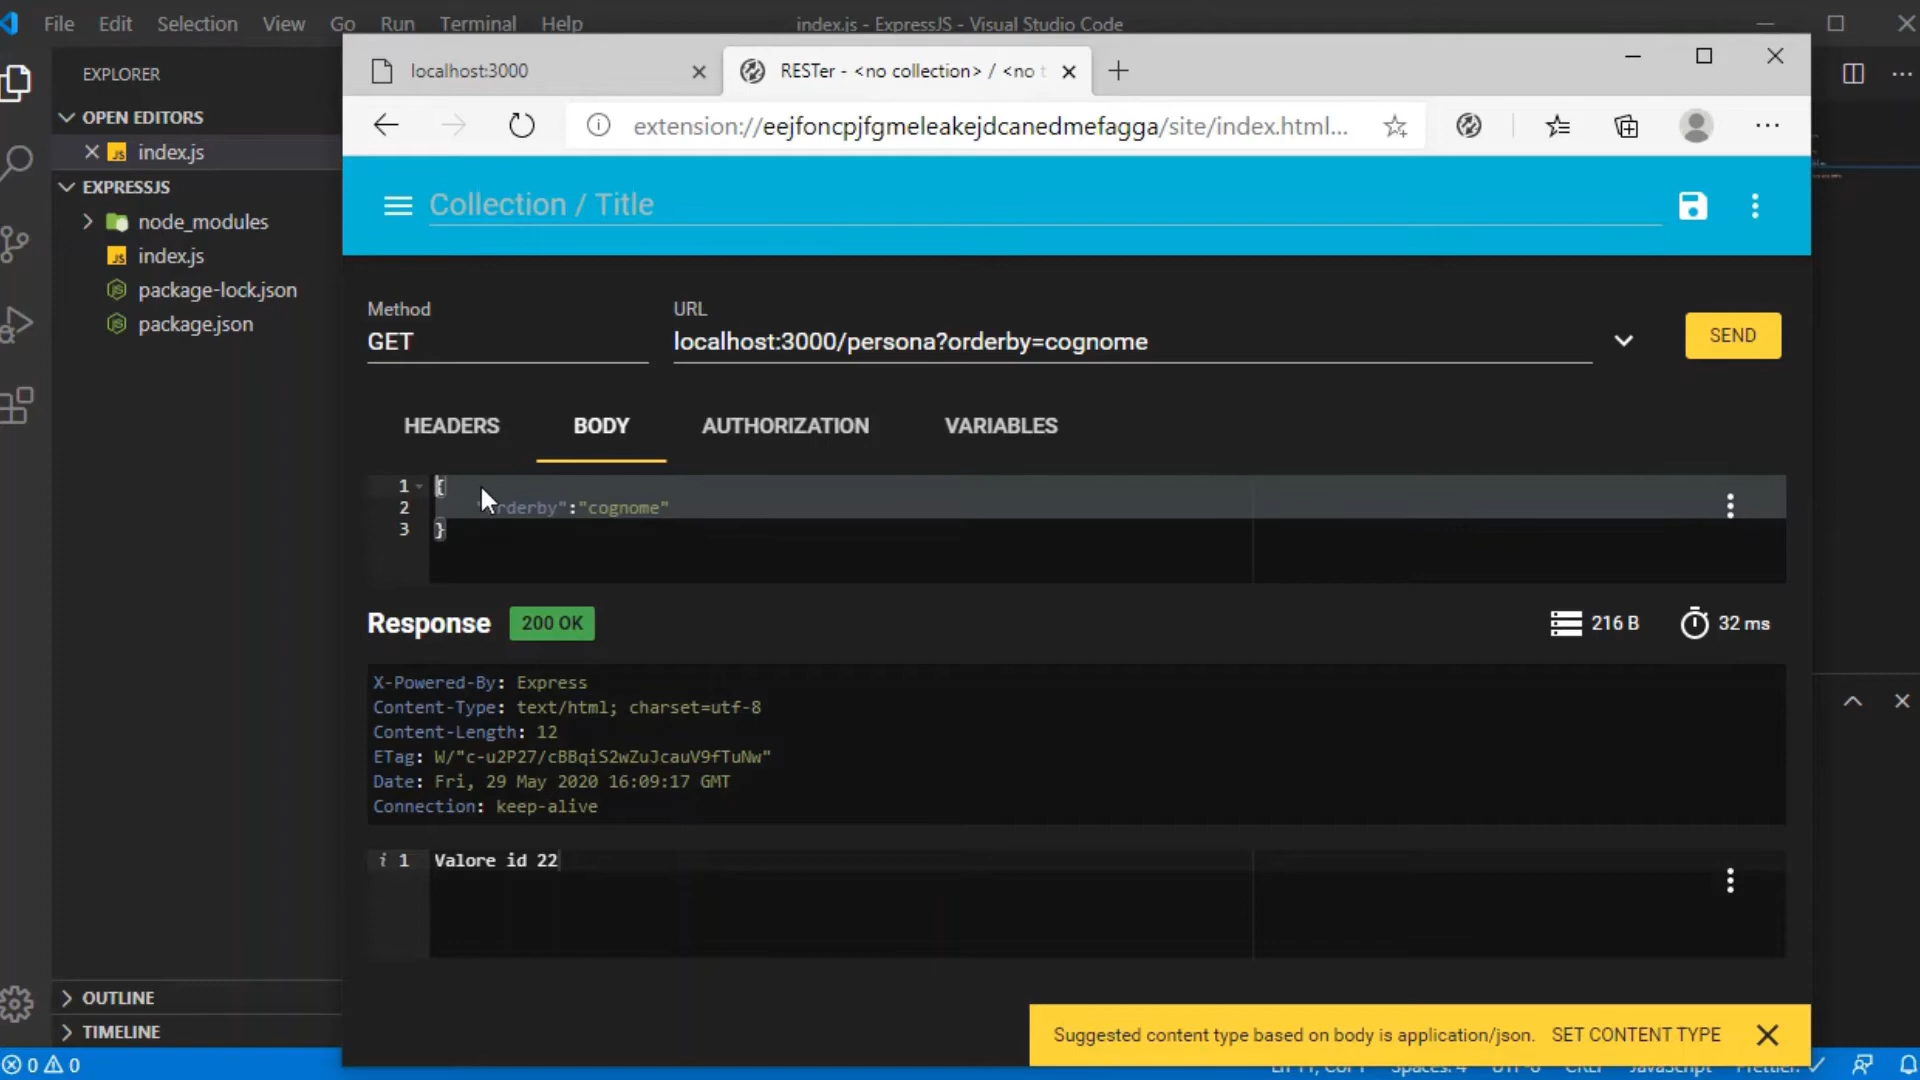 File Edit Selection View Go Run Terminal Help
index.js - ExpressJS - Visual Studio Code
EXPLORER
OPEN EDITORS
JS index.js
EXPRESSJS
node_modules
JS index.js
package-lock.json
package.json
OUTLINE
TIMELINE
0 0
localhost:3000
RESTer - <no collection> / <no t
extension://eejfoncpjfgmeleakejdcanedmefagga/site/index.html...
Collection / Title
Method
GET
URL
localhost:3000/persona?orderby=cognome
SEND
HEADERS BODY AUTHORIZATION VARIABLES
1 {
2 rderby":"cognome"
3 }
Response 200 OK
216 B 32 ms
X-Powered-By: Express
Content-Type: text/html; charset=utf-8
Content-Length: 12
ETag: W/"c-u2P27/cBBqiS2wZuJcauV9fTuNw"
Date: Fri, 29 May 2020 16:09:17 GMT
Connection: keep-alive
i 1 Valore id 22
Suggested content type based on body is application/json. SET CONTENT TYPE